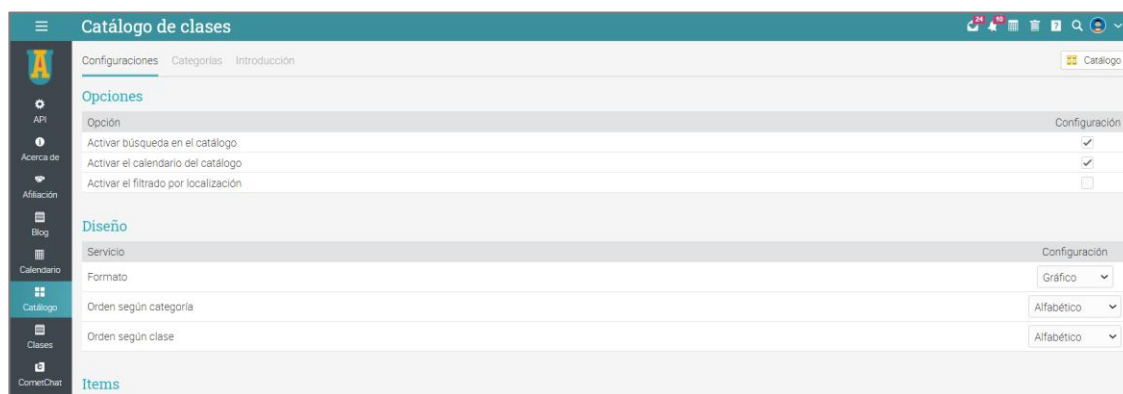 Catálogo de clases
24
10
Configuraciones Categorías Introducción
Catálogo
A
API
Acerca de
Afiliación
Blog
Calendario
Catálogo
Clases
CometChat
Opciones
Opción Configuración
Activar búsqueda en el catálogo
Activar el calendario del catálogo
Activar el filtrado por localización
Diseño
Servicio Configuración
Formato Gráfico
Orden según categoría Alfabético
Orden según clase Alfabético
Items